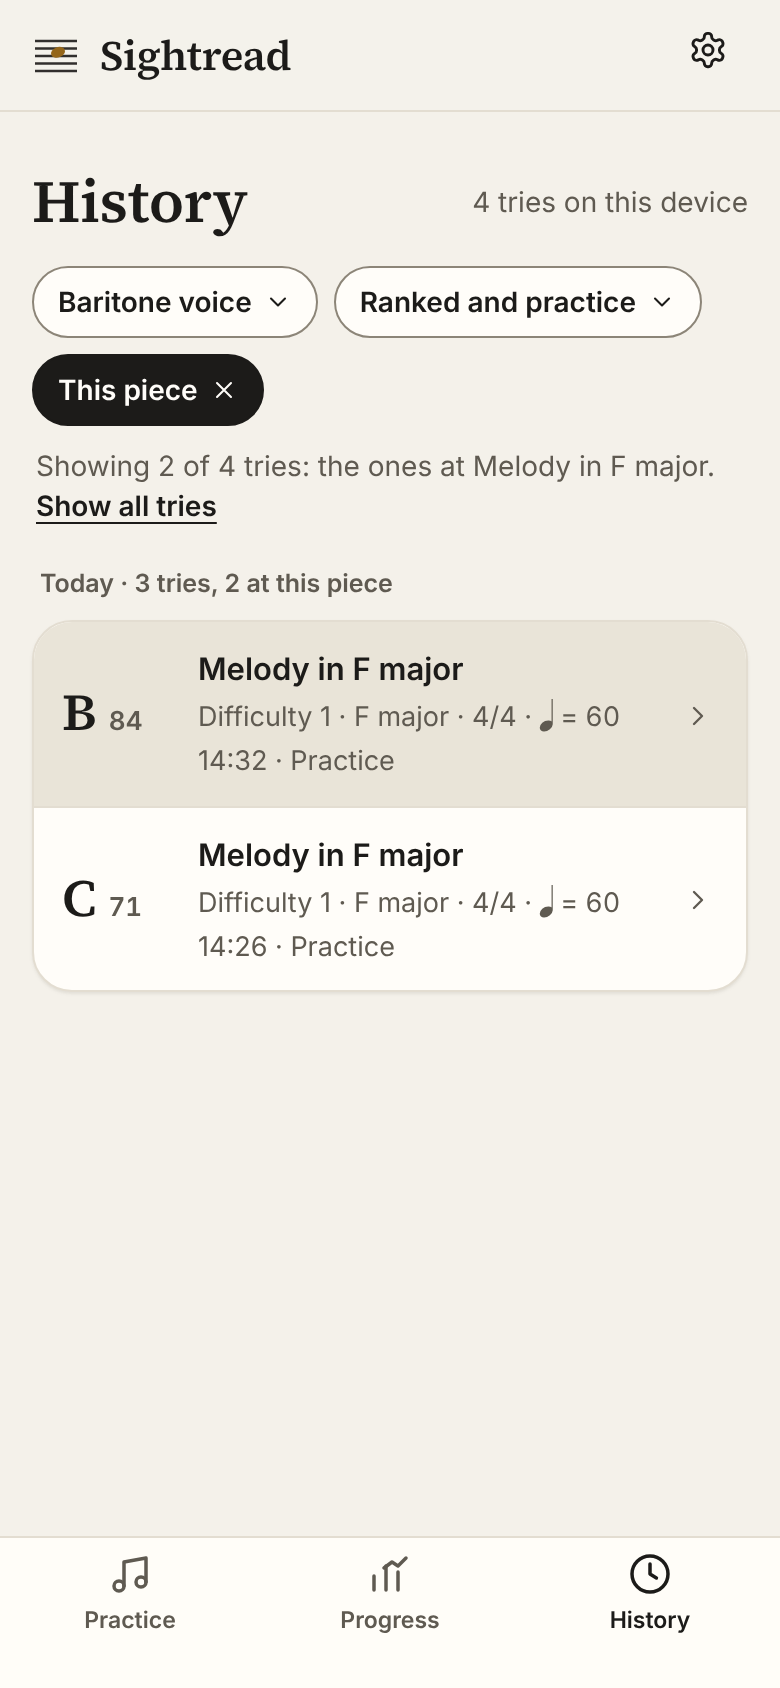 Sightread
History
4 tries on this device
Baritone voice
Ranked and practice
This piece
Showing 2 of 4 tries: the ones at Melody in F major.
Show all tries
Today · 3 tries, 2 at this piece
B 84
Melody in F major
Difficulty 1 · F major · 4/4 · ♩ = 60
14:32 · Practice
C 71
Melody in F major
Difficulty 1 · F major · 4/4 · ♩ = 60
14:26 · Practice
Practice
Progress
History